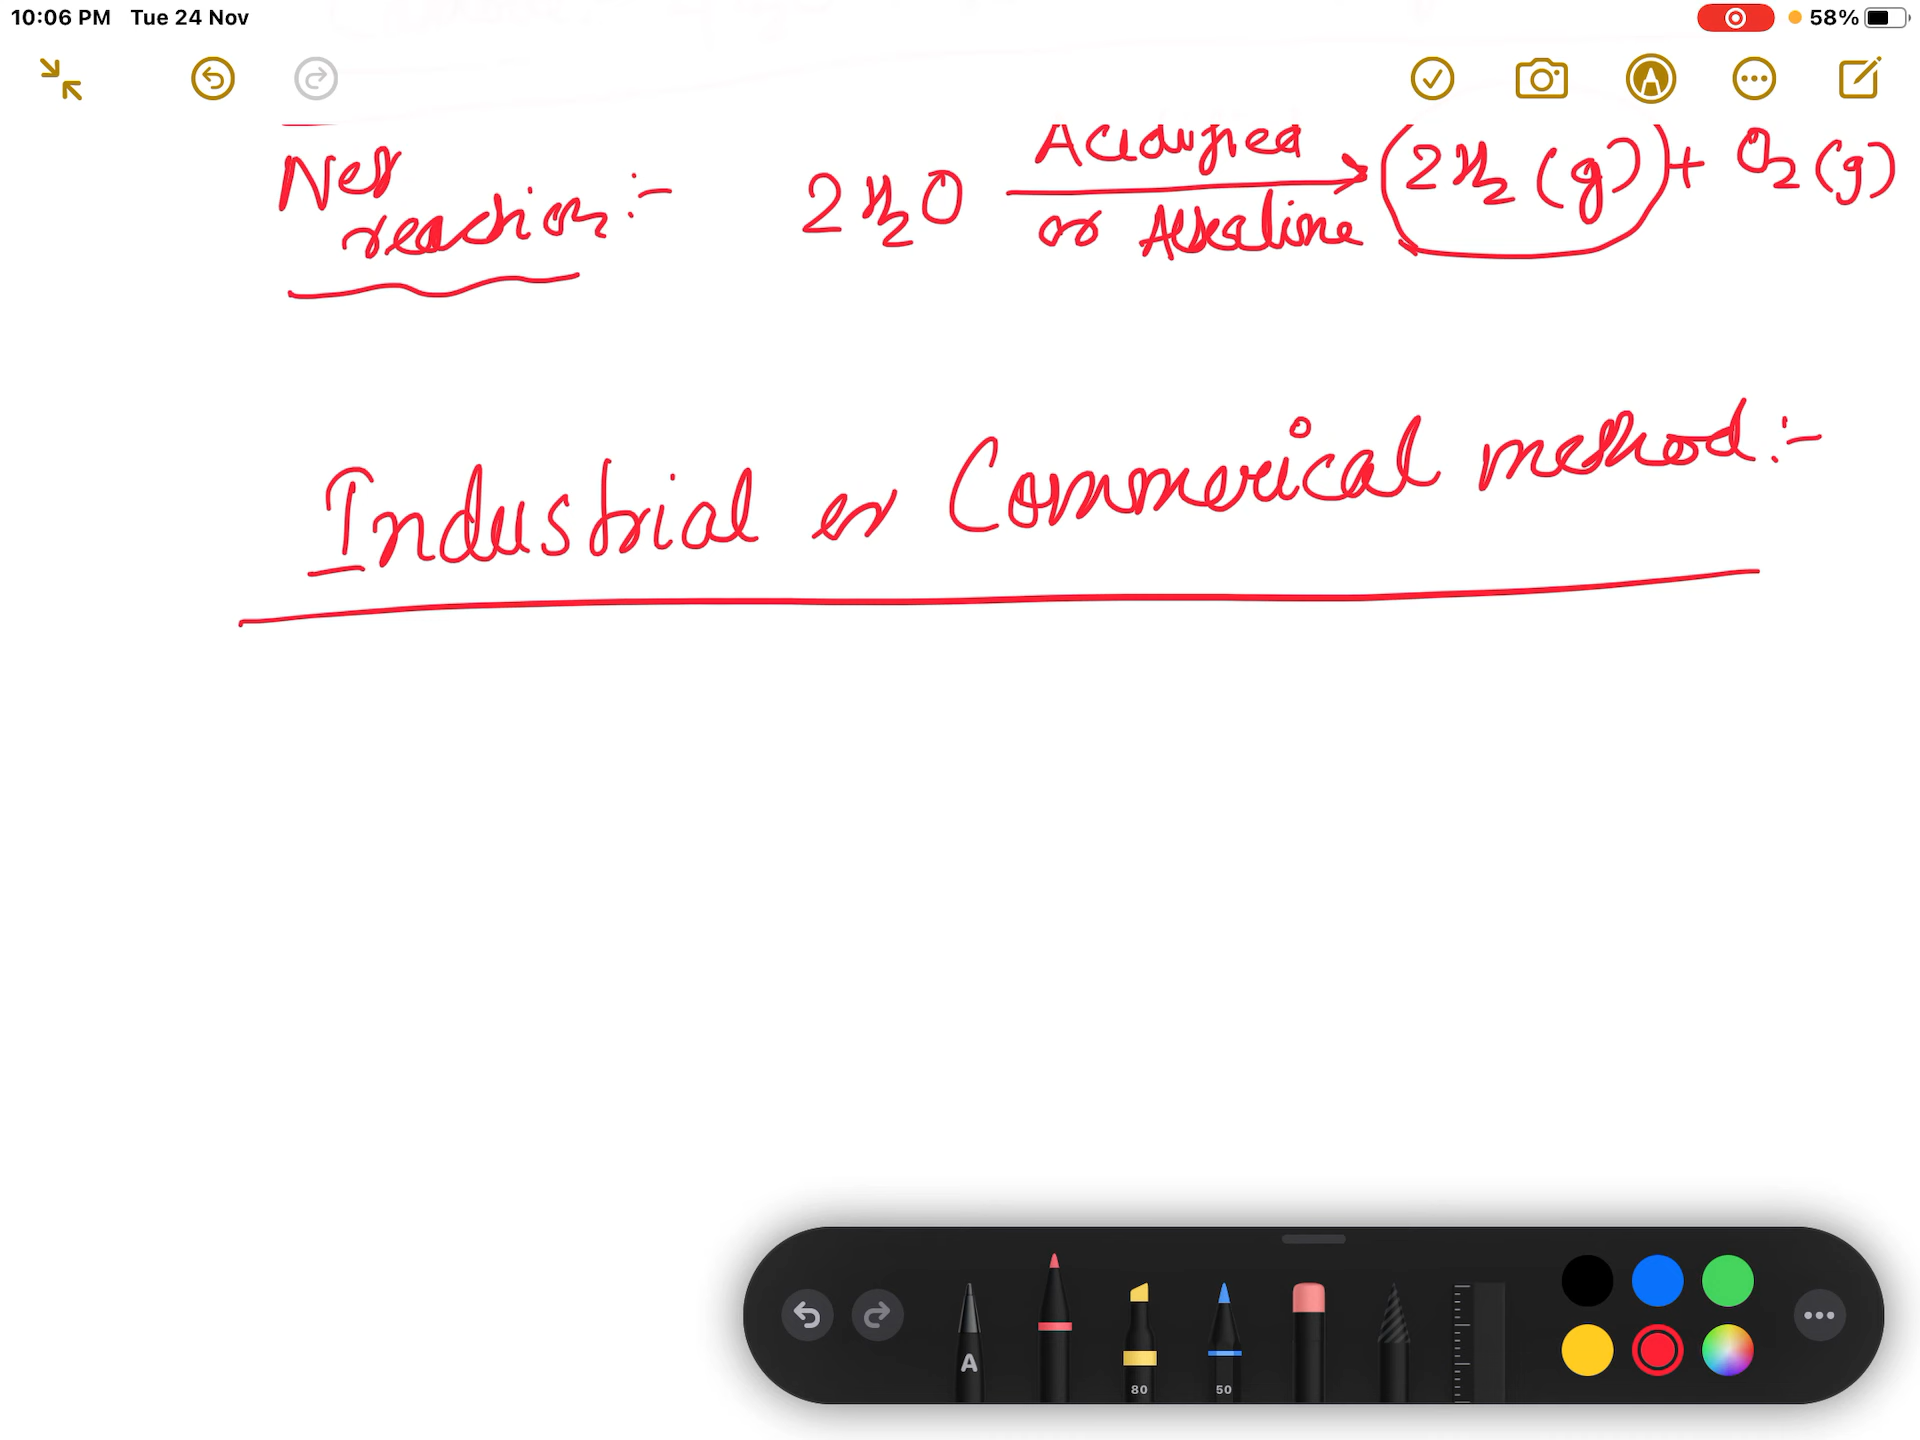 10:06 PM Tue 24 Nov 58%
Acidified
Net 2H₂O (2H₂ (g)) + O₂ (g)
reaction:- or Alkaline
Industrial or Commerical method:-
A 80 50